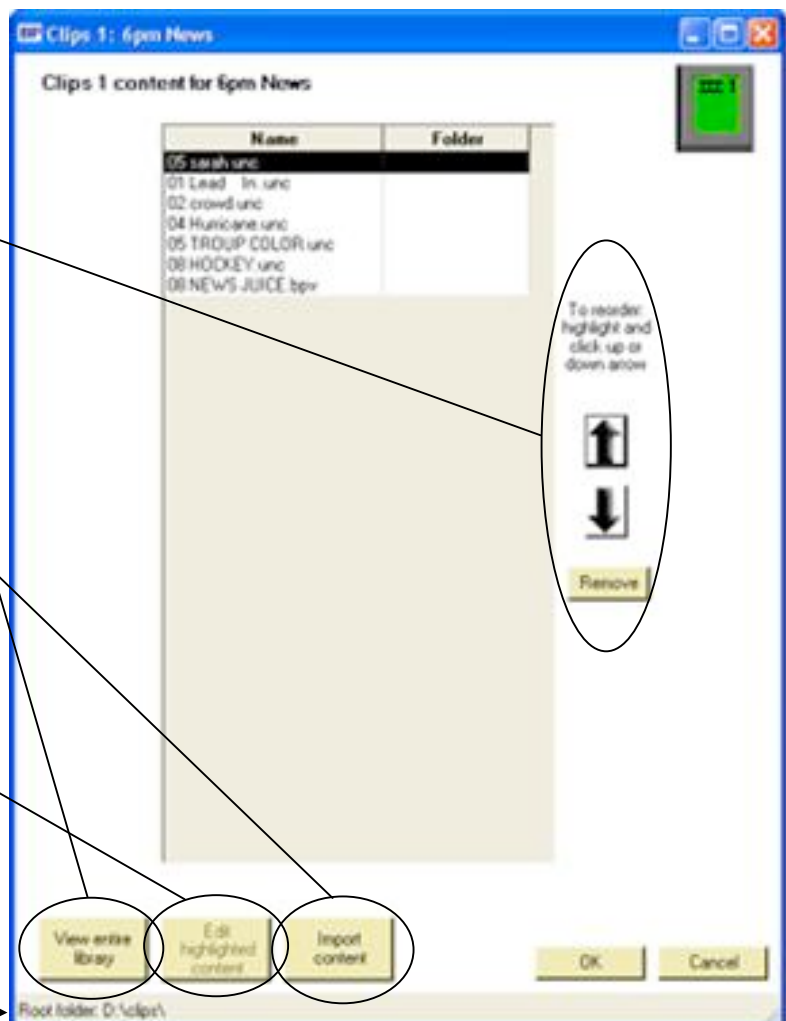 Clips 1: 6pm News
Clips 1 content for 6pm News
Name Folder
05 sarah.unc
01 Lead In.unc
02 crowd.unc
04 Hurricane.unc
05 TROUP COLOR.unc
08 HOCKEY.unc
08 NEWS JUICE.bpv
To reorder:
highlight and
click up or
down arrow
Remove
View entire
library
Edit
highlighted
content
Import
content
OK Cancel
Root folder: D:\clips\